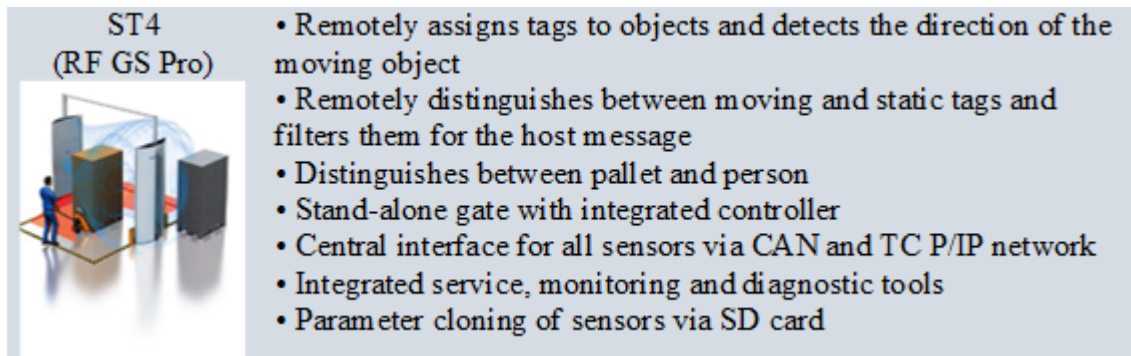 ST4
(RF GS Pro)
• Remotely assigns tags to objects and detects the direction of the
moving object
• Remotely distinguishes between moving and static tags and
filters them for the host message
• Distinguishes between pallet and person
• Stand-alone gate with integrated controller
• Central interface for all sensors via CAN and TC P/IP network
• Integrated service, monitoring and diagnostic tools
• Parameter cloning of sensors via SD card